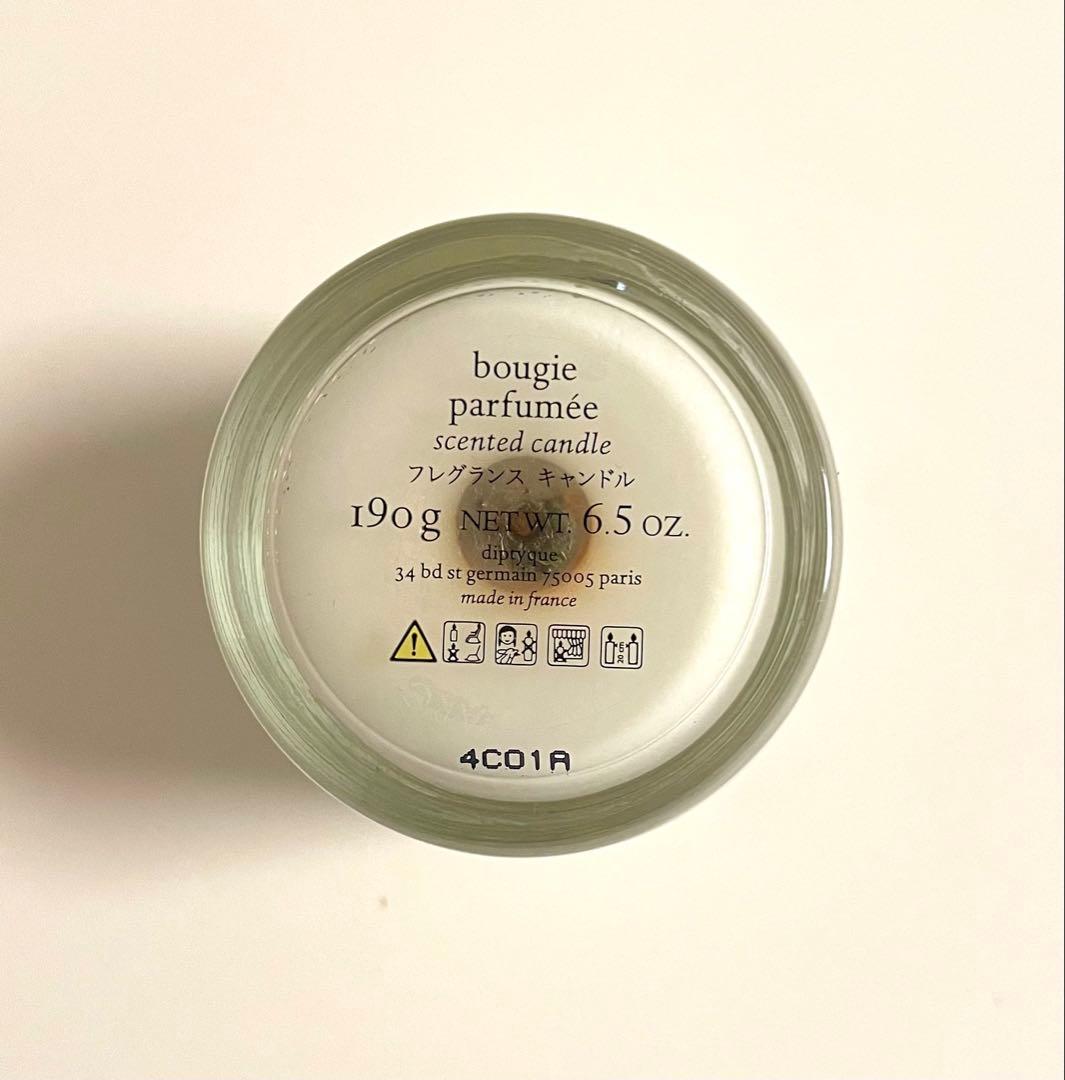 bougie
parfumée
scented candle
フレグランス キャンドル
190g NET WT. 6.5 OZ.
diptyque
34 bd st germain 75005 paris
made in france
4C01A